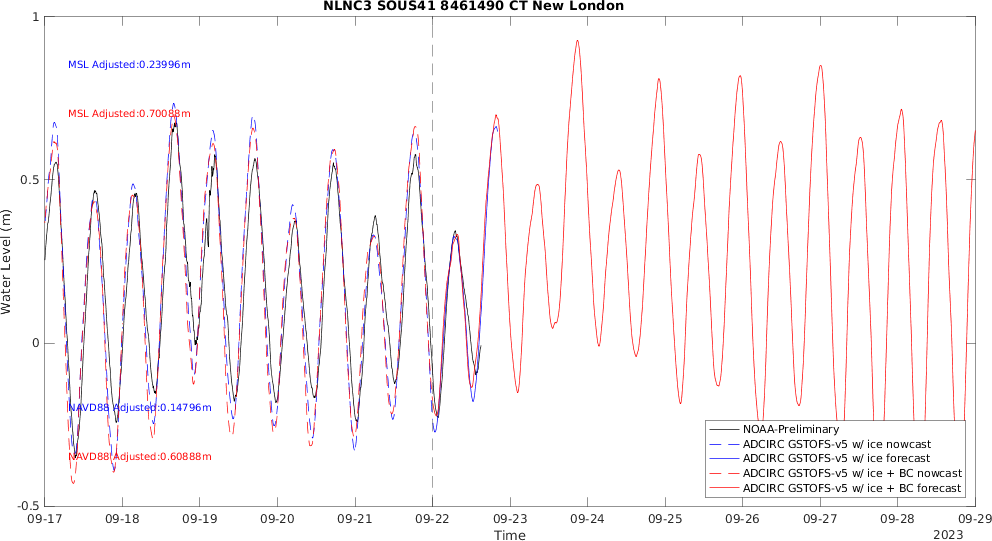 NLNC3 SOUS41 8461490 CT New London
1
MSL Adjusted:0.23996m
MSL Adjusted:0.70088m
0.5
Water Level (m)
0
NAVD88 Adjusted:0.14796m
NAVD88 Adjusted:0.60888m
NOAA-Preliminary
ADCIRC GSTOFS-v5 w/ ice nowcast
ADCIRC GSTOFS-v5 w/ ice forecast
ADCIRC GSTOFS-v5 w/ ice + BC nowcast
ADCIRC GSTOFS-v5 w/ ice + BC forecast
-0.5
09-17 09-18 09-19 09-20 09-21 09-22 09-23 09-24 09-25 09-26 09-27 09-28 09-29
Time
2023